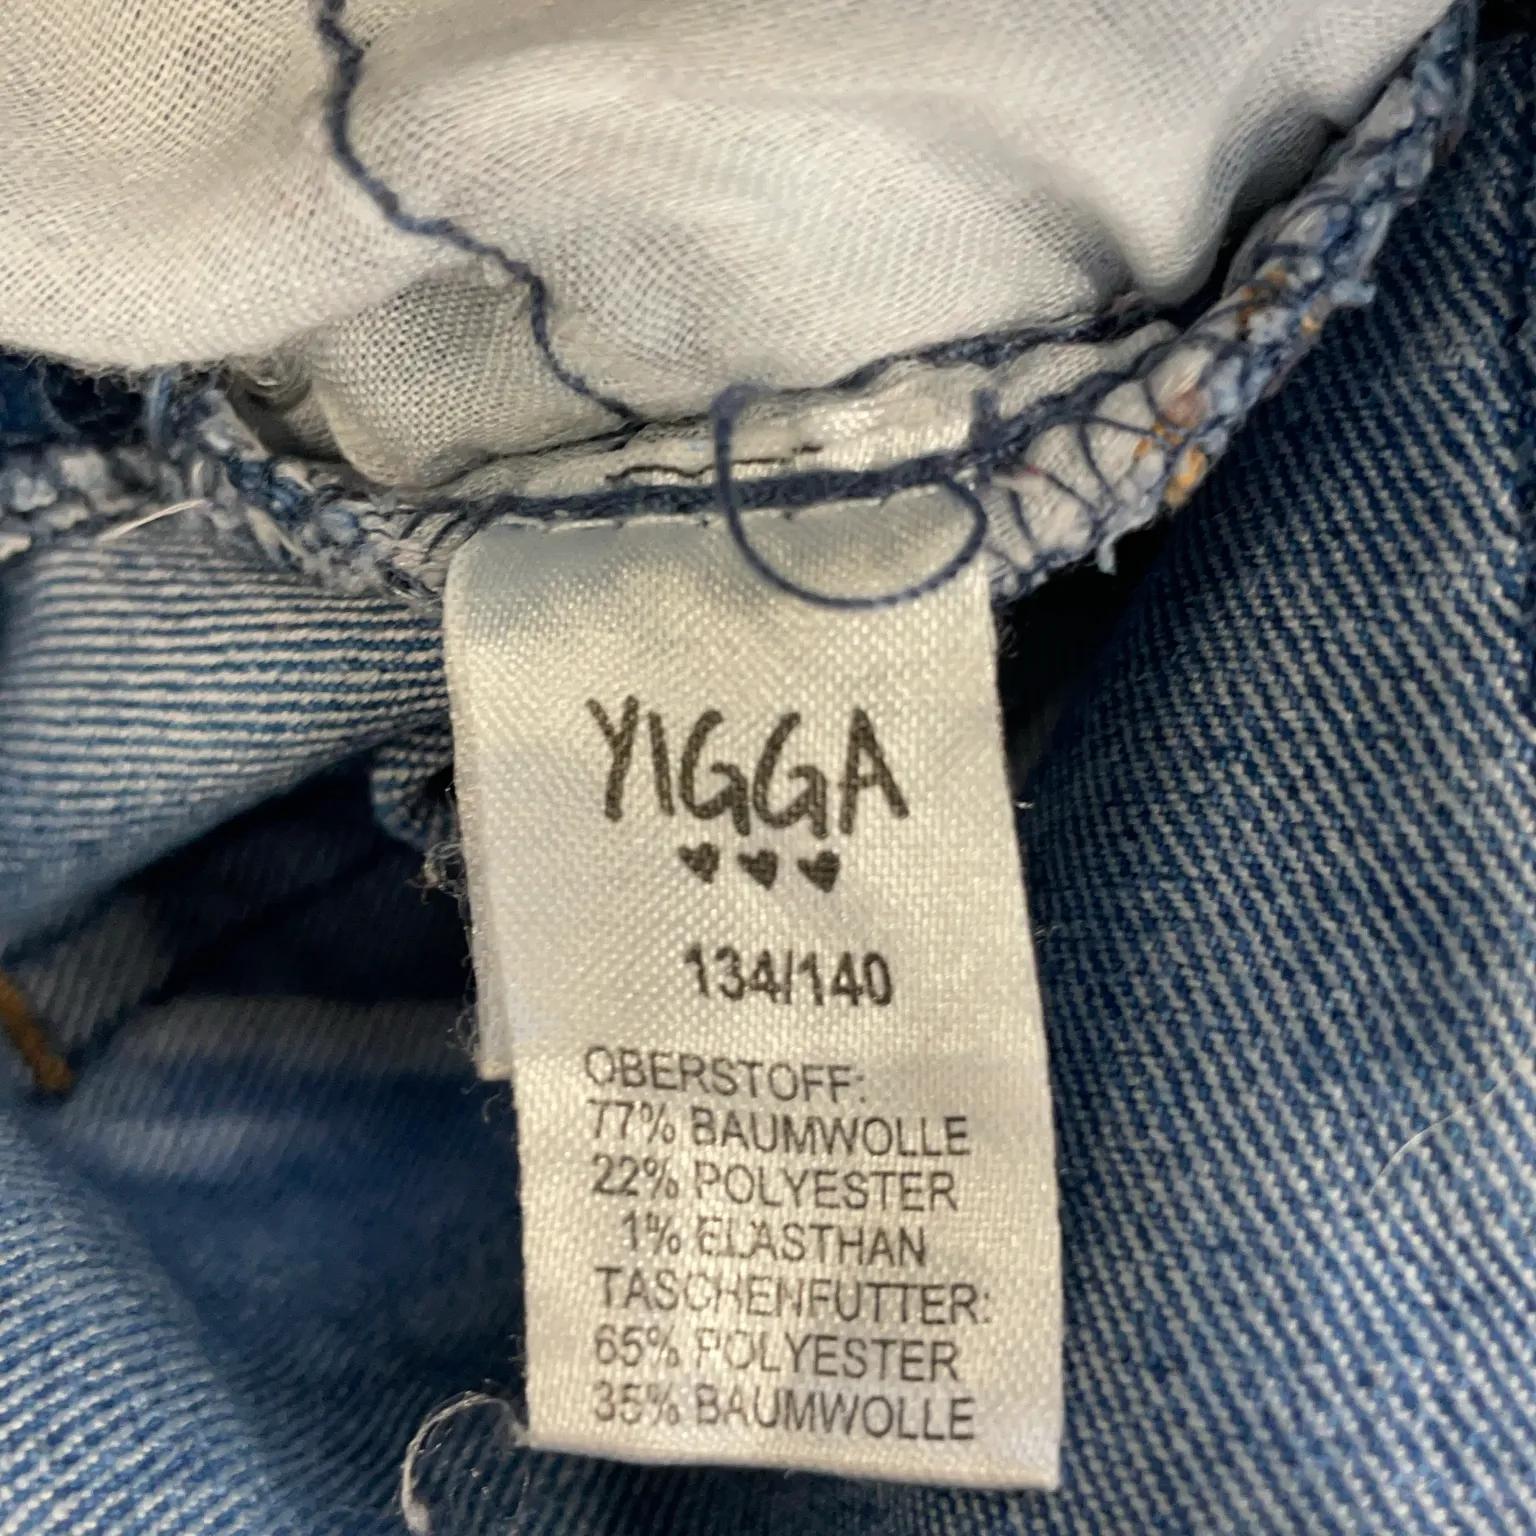 YIGGA
134/140
OBERSTOFF:
77% BAUMWOLLE
22% POLYESTER
1% ELASTHAN
TASCHENFUTTER:
65% POLYESTER
35% BAUMWOLLE